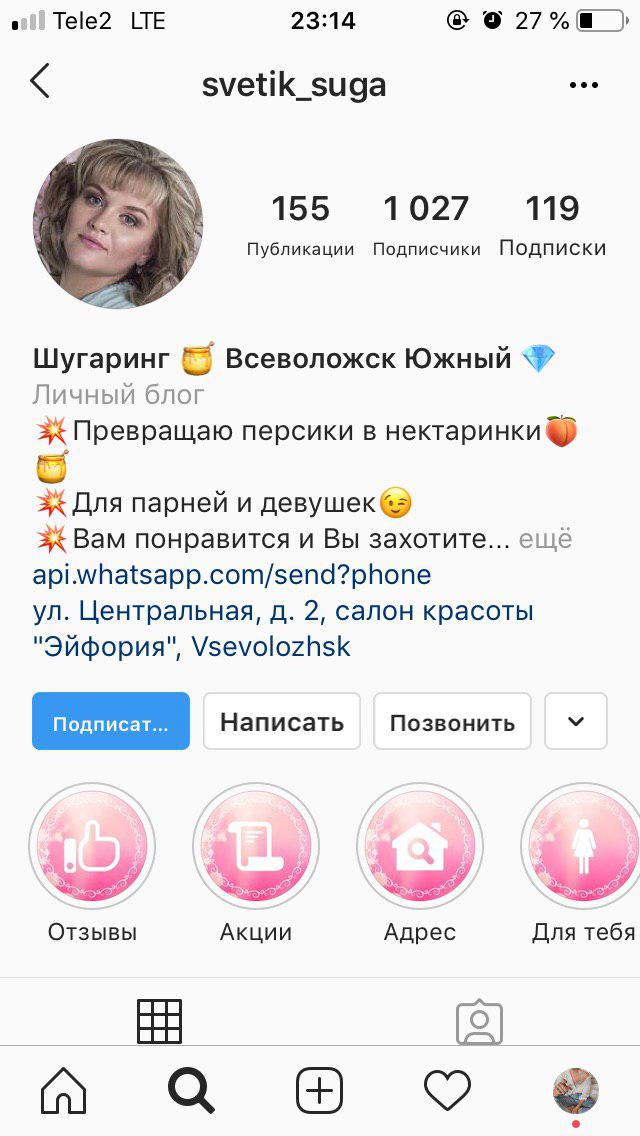 Tele2 LTE 23:14 27 %
svetik_suga
155 1 027 119
Публикации Подписчики Подписки
Шугаринг 🍯 Всеволожск Южный 💎
Личный блог
💥Превращаю персики в нектаринки🍑
🍯
💥Для парней и девушек😉
💥Вам понравится и Вы захотите... ещё
api.whatsapp.com/send?phone
ул. Центральная, д. 2, салон красоты
"Эйфория", Vsevolozhsk
Подписат... Написать Позвонить
Отзывы Акции Адрес Для тебя